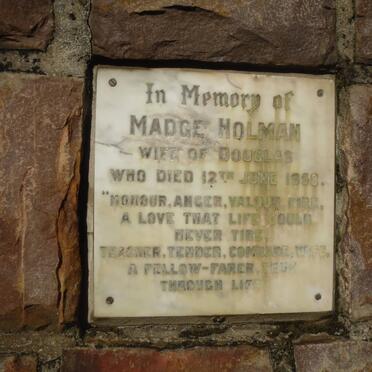 In Memory of
MADGE HOLMAN
WIFE OF DOUGLAS
WHO DIED 12TH JUNE 1968.
"HONOUR, ANGER, VALOUR, FIRE,
A LOVE THAT LIFE COULD
NEVER TIRE,
TEACHER, TENDER, COMRADE, WIFE,
A FELLOW-FARER, TRUE
THROUGH LIFE